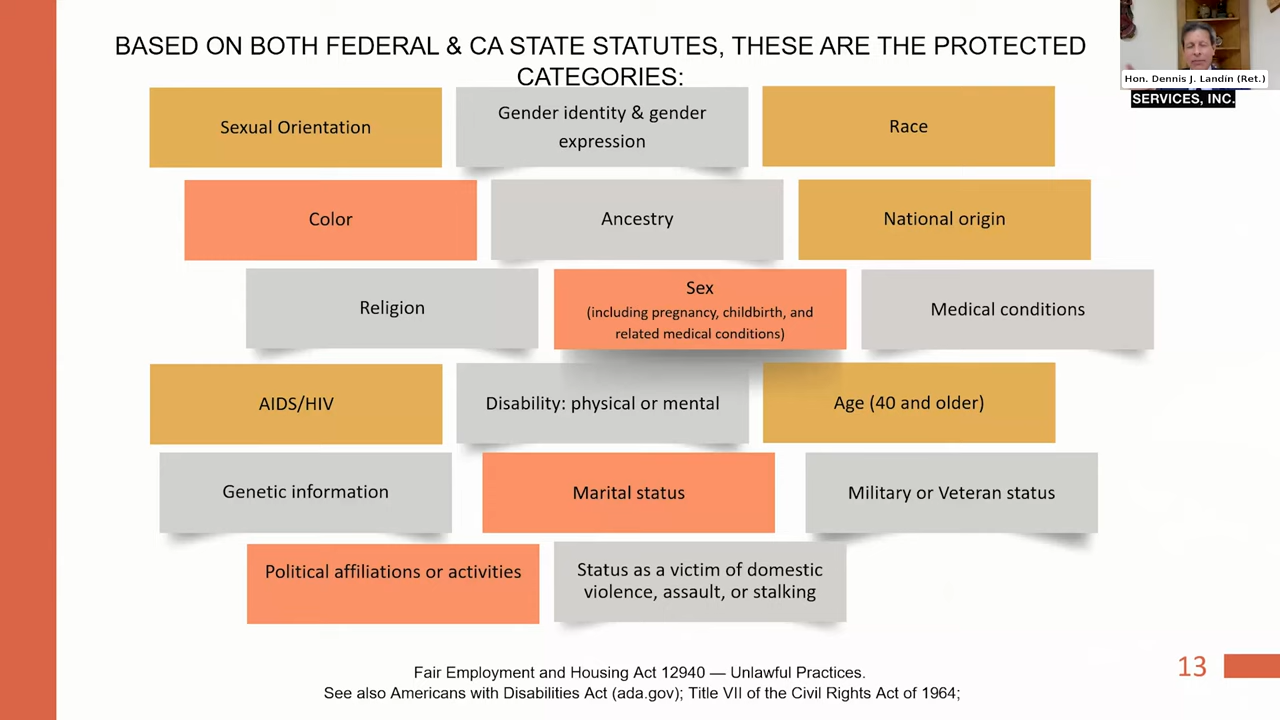 BASED ON BOTH FEDERAL & CA STATE STATUTES, THESE ARE THE PROTECTED
CATEGORIES:
Hon. Dennis J. Landin (Ret.)
SERVICES, INC.
Sexual Orientation
Gender identity & gender
expression
Race
Color
Ancestry
National origin
Religion
Sex
(including pregnancy, childbirth, and
related medical conditions)
Medical conditions
AIDS/HIV
Disability: physical or mental
Age (40 and older)
Genetic information
Marital status
Military or Veteran status
Political affiliations or activities
Status as a victim of domestic
violence, assault, or stalking
Fair Employment and Housing Act 12940 — Unlawful Practices.
See also Americans with Disabilities Act (ada.gov); Title VII of the Civil Rights Act of 1964;
13